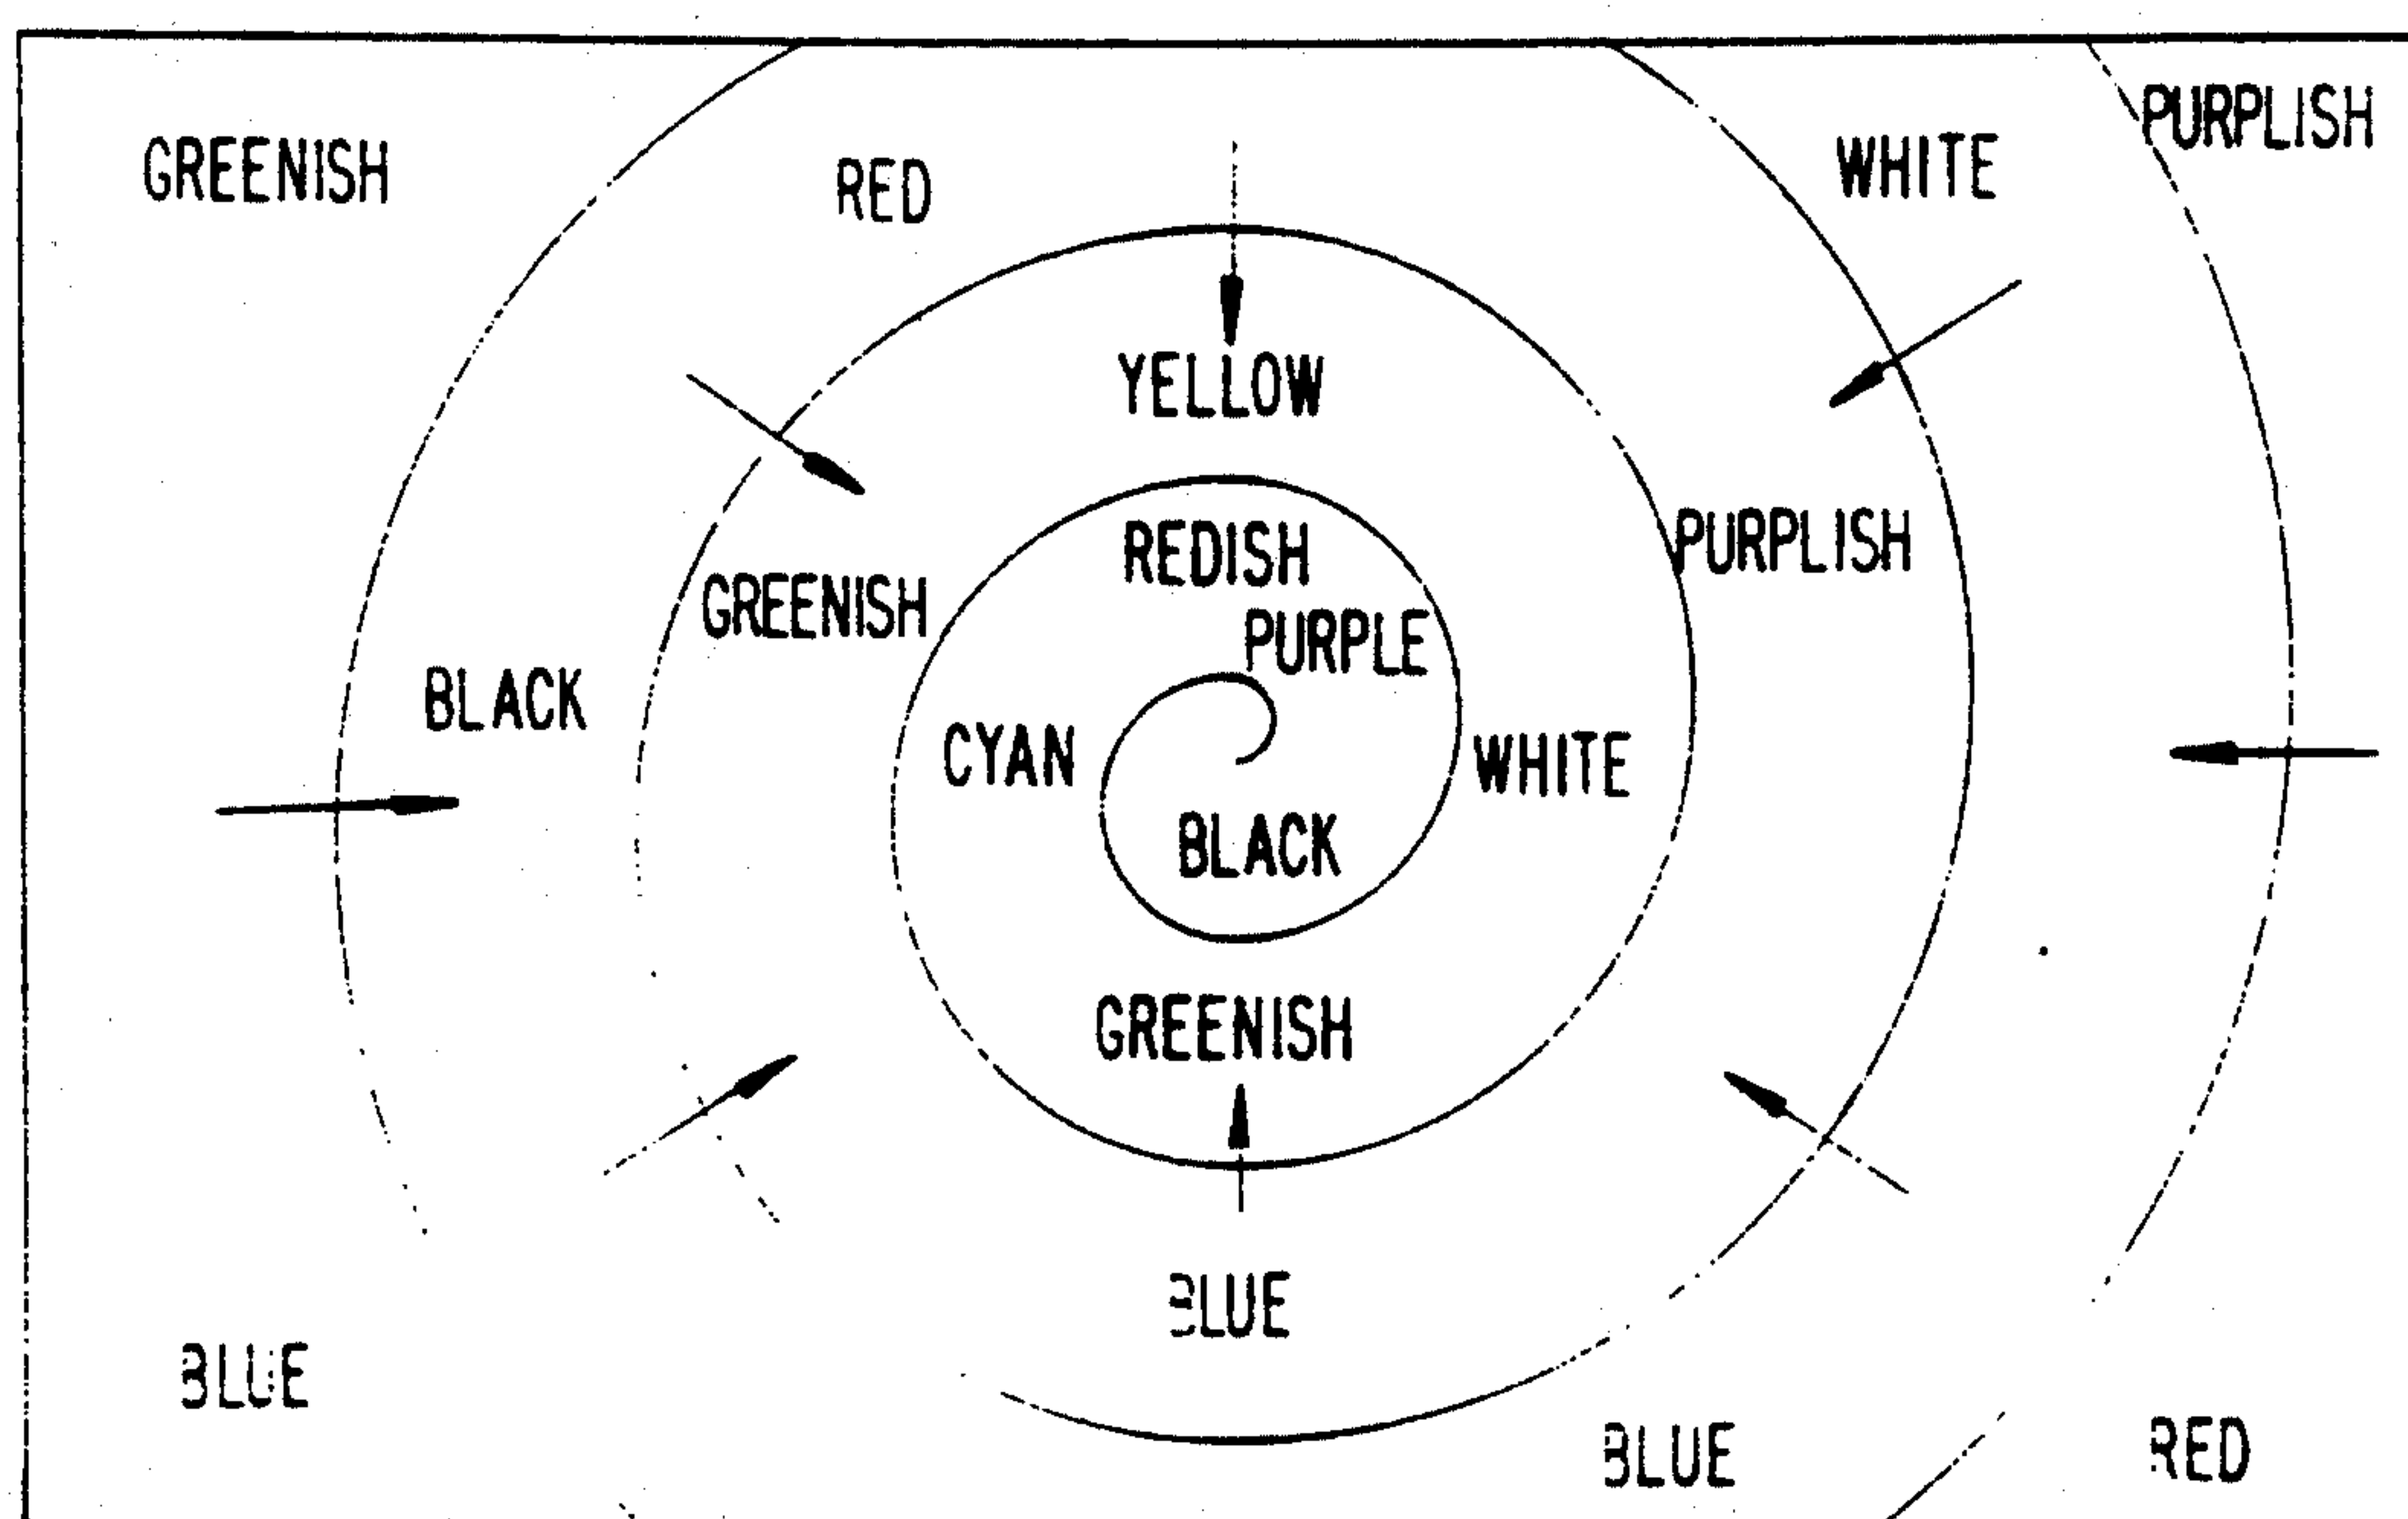 PURPLISH
GREENISH
RED
WHITE
YELLOW
REDISH
PURPLISH
GREENISH
PURPLE
BLACK
CYAN
WHITE
BLACK
GREENISH
BLUE
BLUE
BLUE
RED